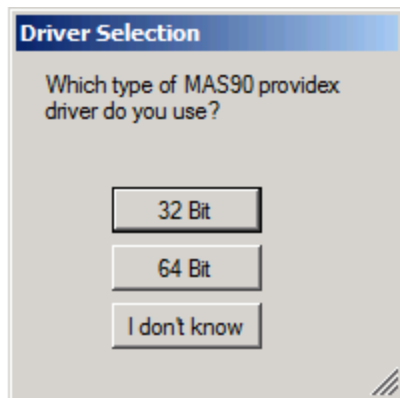 Driver Selection
Which type of MAS90 providex
driver do you use?
32 Bit
64 Bit
I don't know